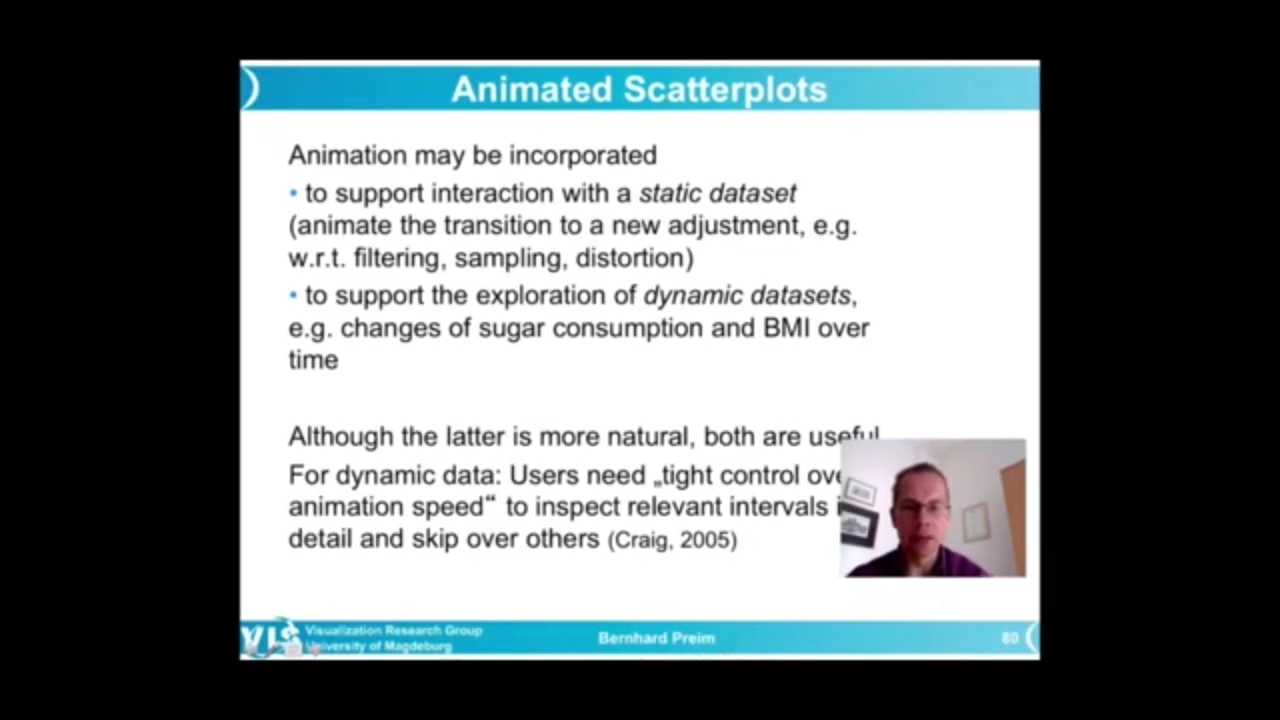 Animated Scatterplots
Animation may be incorporated
• to support interaction with a static dataset
(animate the transition to a new adjustment, e.g.
w.r.t. filtering, sampling, distortion)
• to support the exploration of dynamic datasets,
e.g. changes of sugar consumption and BMI over
time
Although the latter is more natural, both are useful
For dynamic data: Users need „tight control
animation speed“ to inspect relevant intervals
detail and skip over others (Craig, 2005)
VIS
Visualization Research Group
University of Magdeburg
Bernhard Preim
80